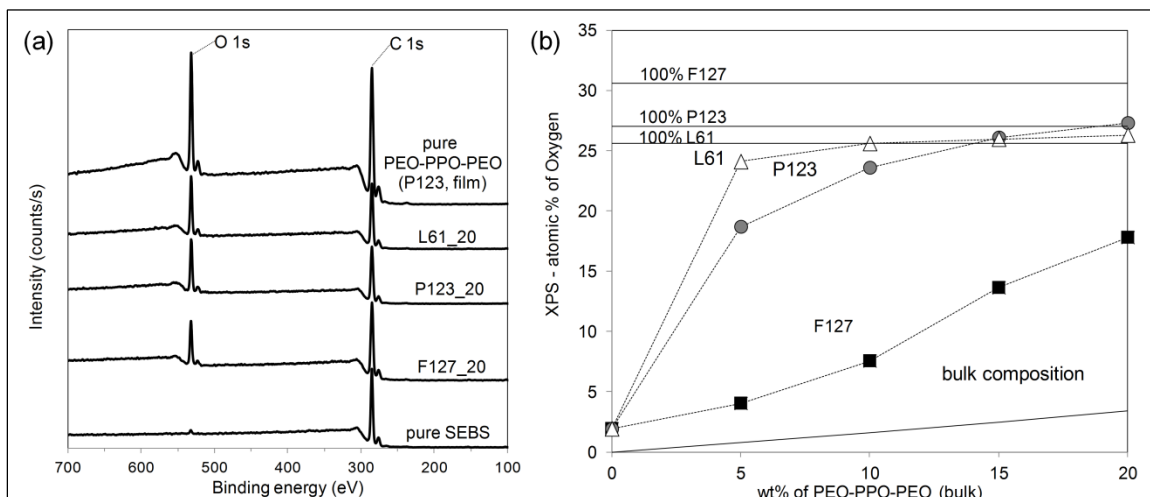 (a)
O 1s
C 1s
pure
PEO-PPO-PEO
(P123, film)
L61_20
P123_20
F127_20
pure SEBS
Intensity (counts/s)
700 600 500 400 300 200 100
Binding energy (eV)
(b)
35
30
25
20
15
10
5
0
XPS - atomic % of Oxygen
100% F127
100% P123
100% L61
L61
P123
F127
bulk composition
0 5 10 15 20
wt% of PEO-PPO-PEO (bulk)